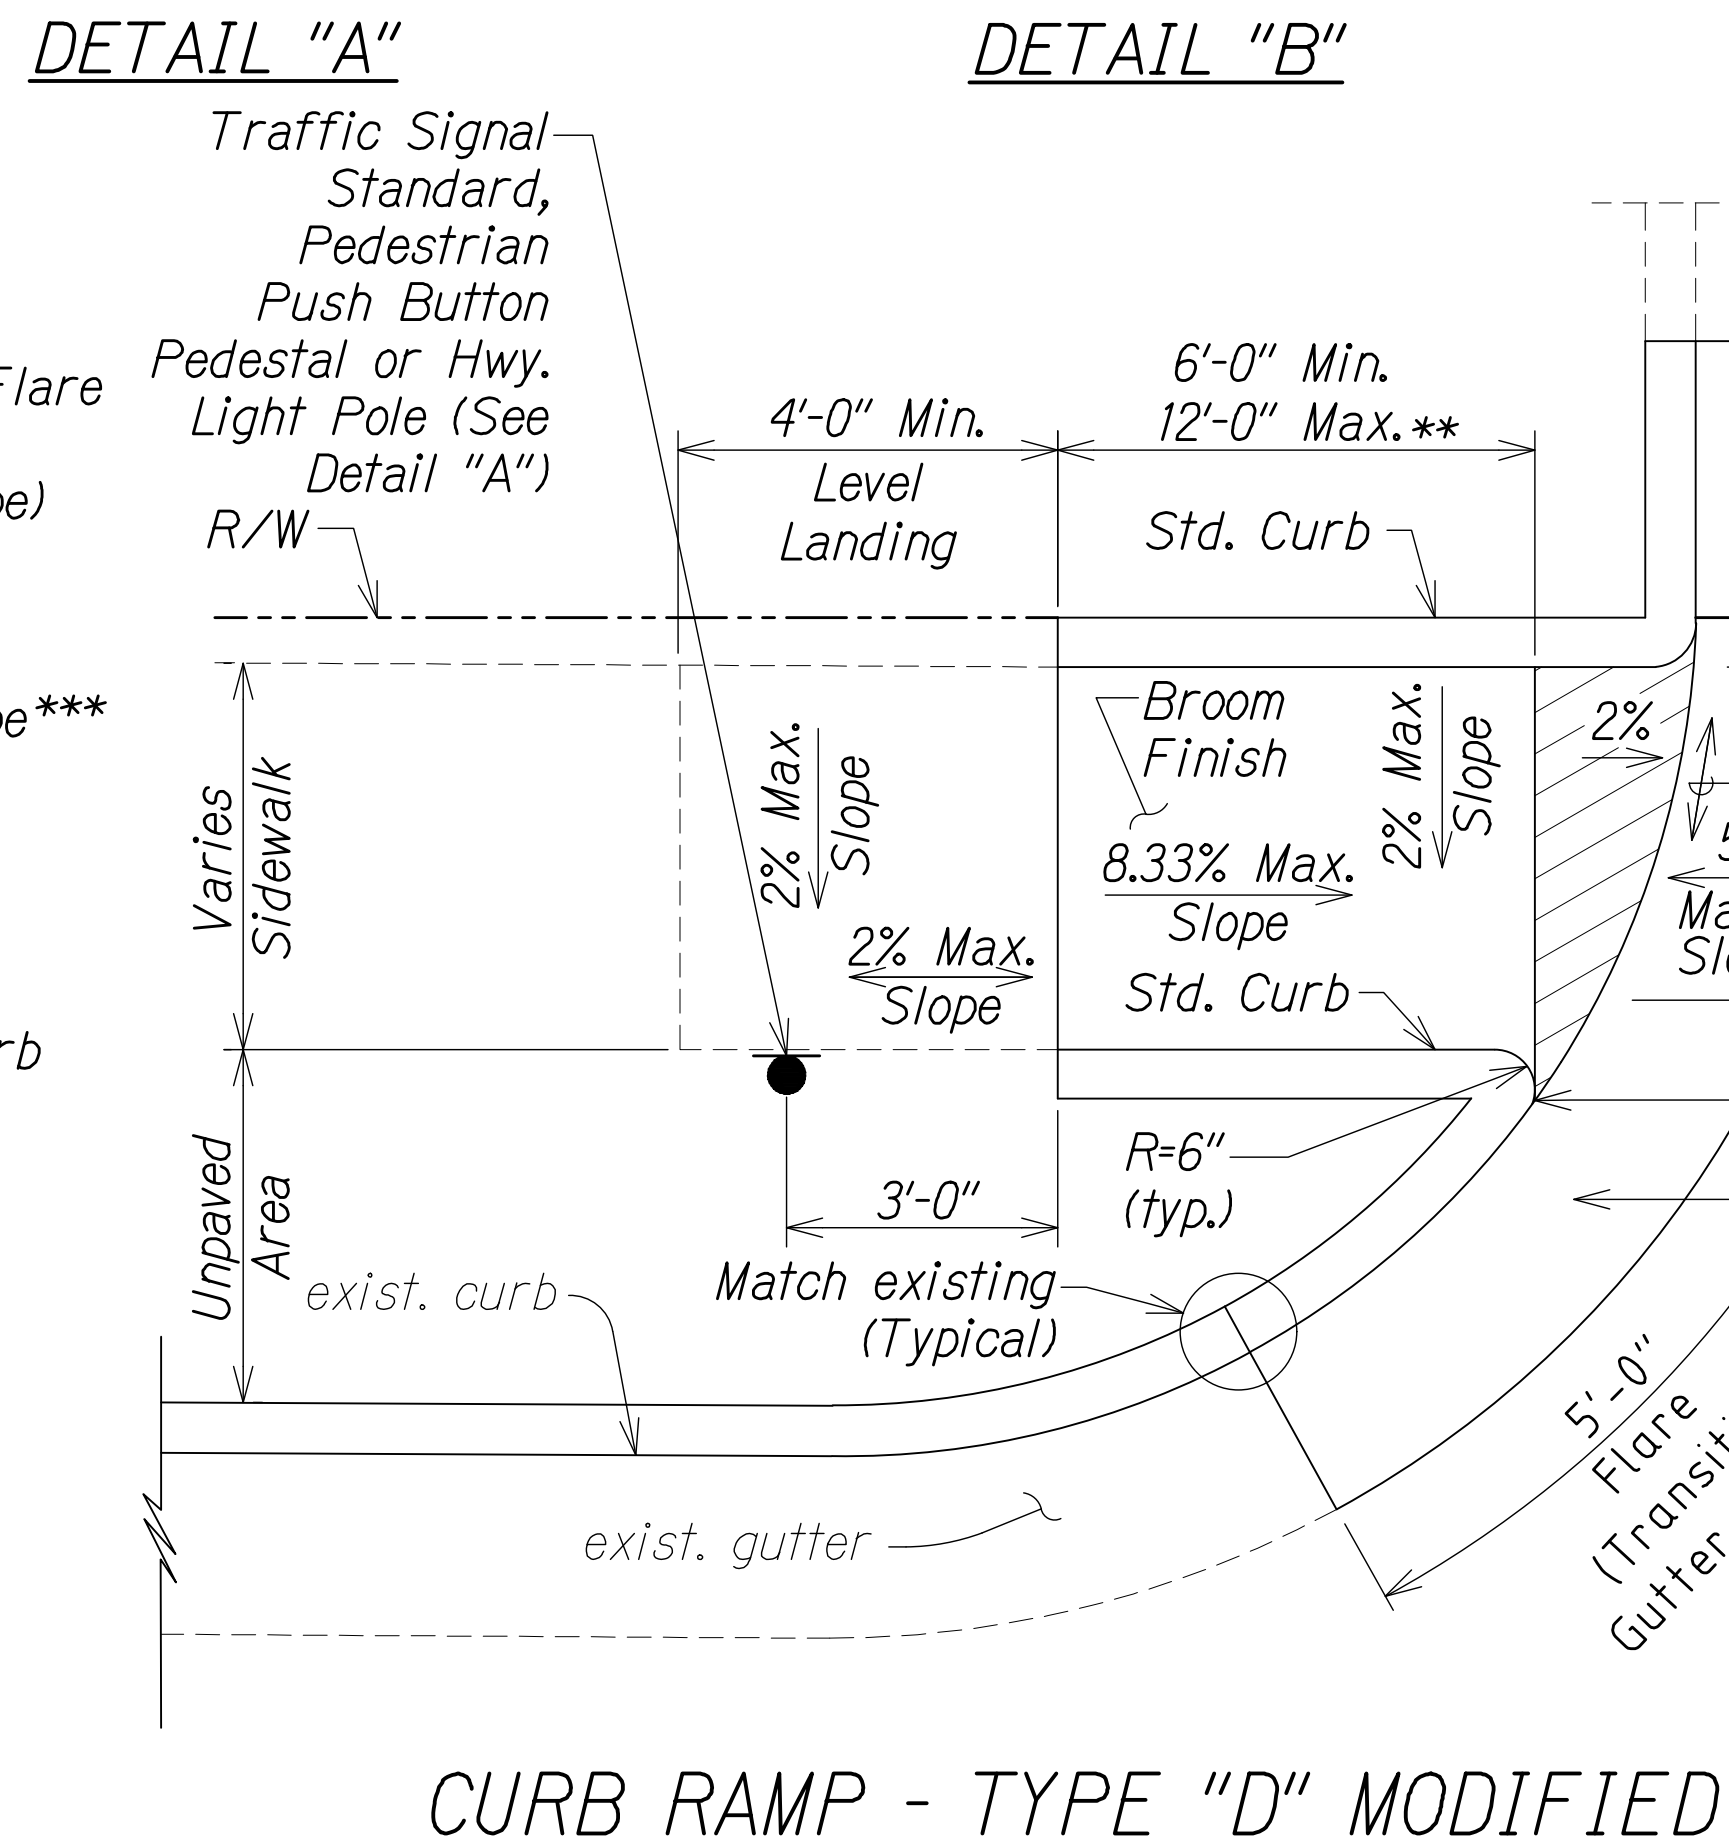 DETAIL "A"
DETAIL "B"
Traffic Signal
Standard,
Pedestrian
Push Button
Pedestal or Hwy.
Light Pole (See
Detail "A")
R/W
Flare
***
4'-0" Min.
Level
Landing
6'-0" Min.
12'-0" Max.**
Std. Curb
Broom
Finish
2% Max.
Slope
2%
2% Max.
Slope
8.33% Max.
Slope
2% Max.
Slope
Std. Curb
Varies
Sidewalk
Unpaved
Area
R=6"
(typ.)
3'-0"
Match existing
(Typical)
exist. curb
exist. gutter
5'-0"
Flare
Gutter
CURB RAMP - TYPE "D" MODIFIED